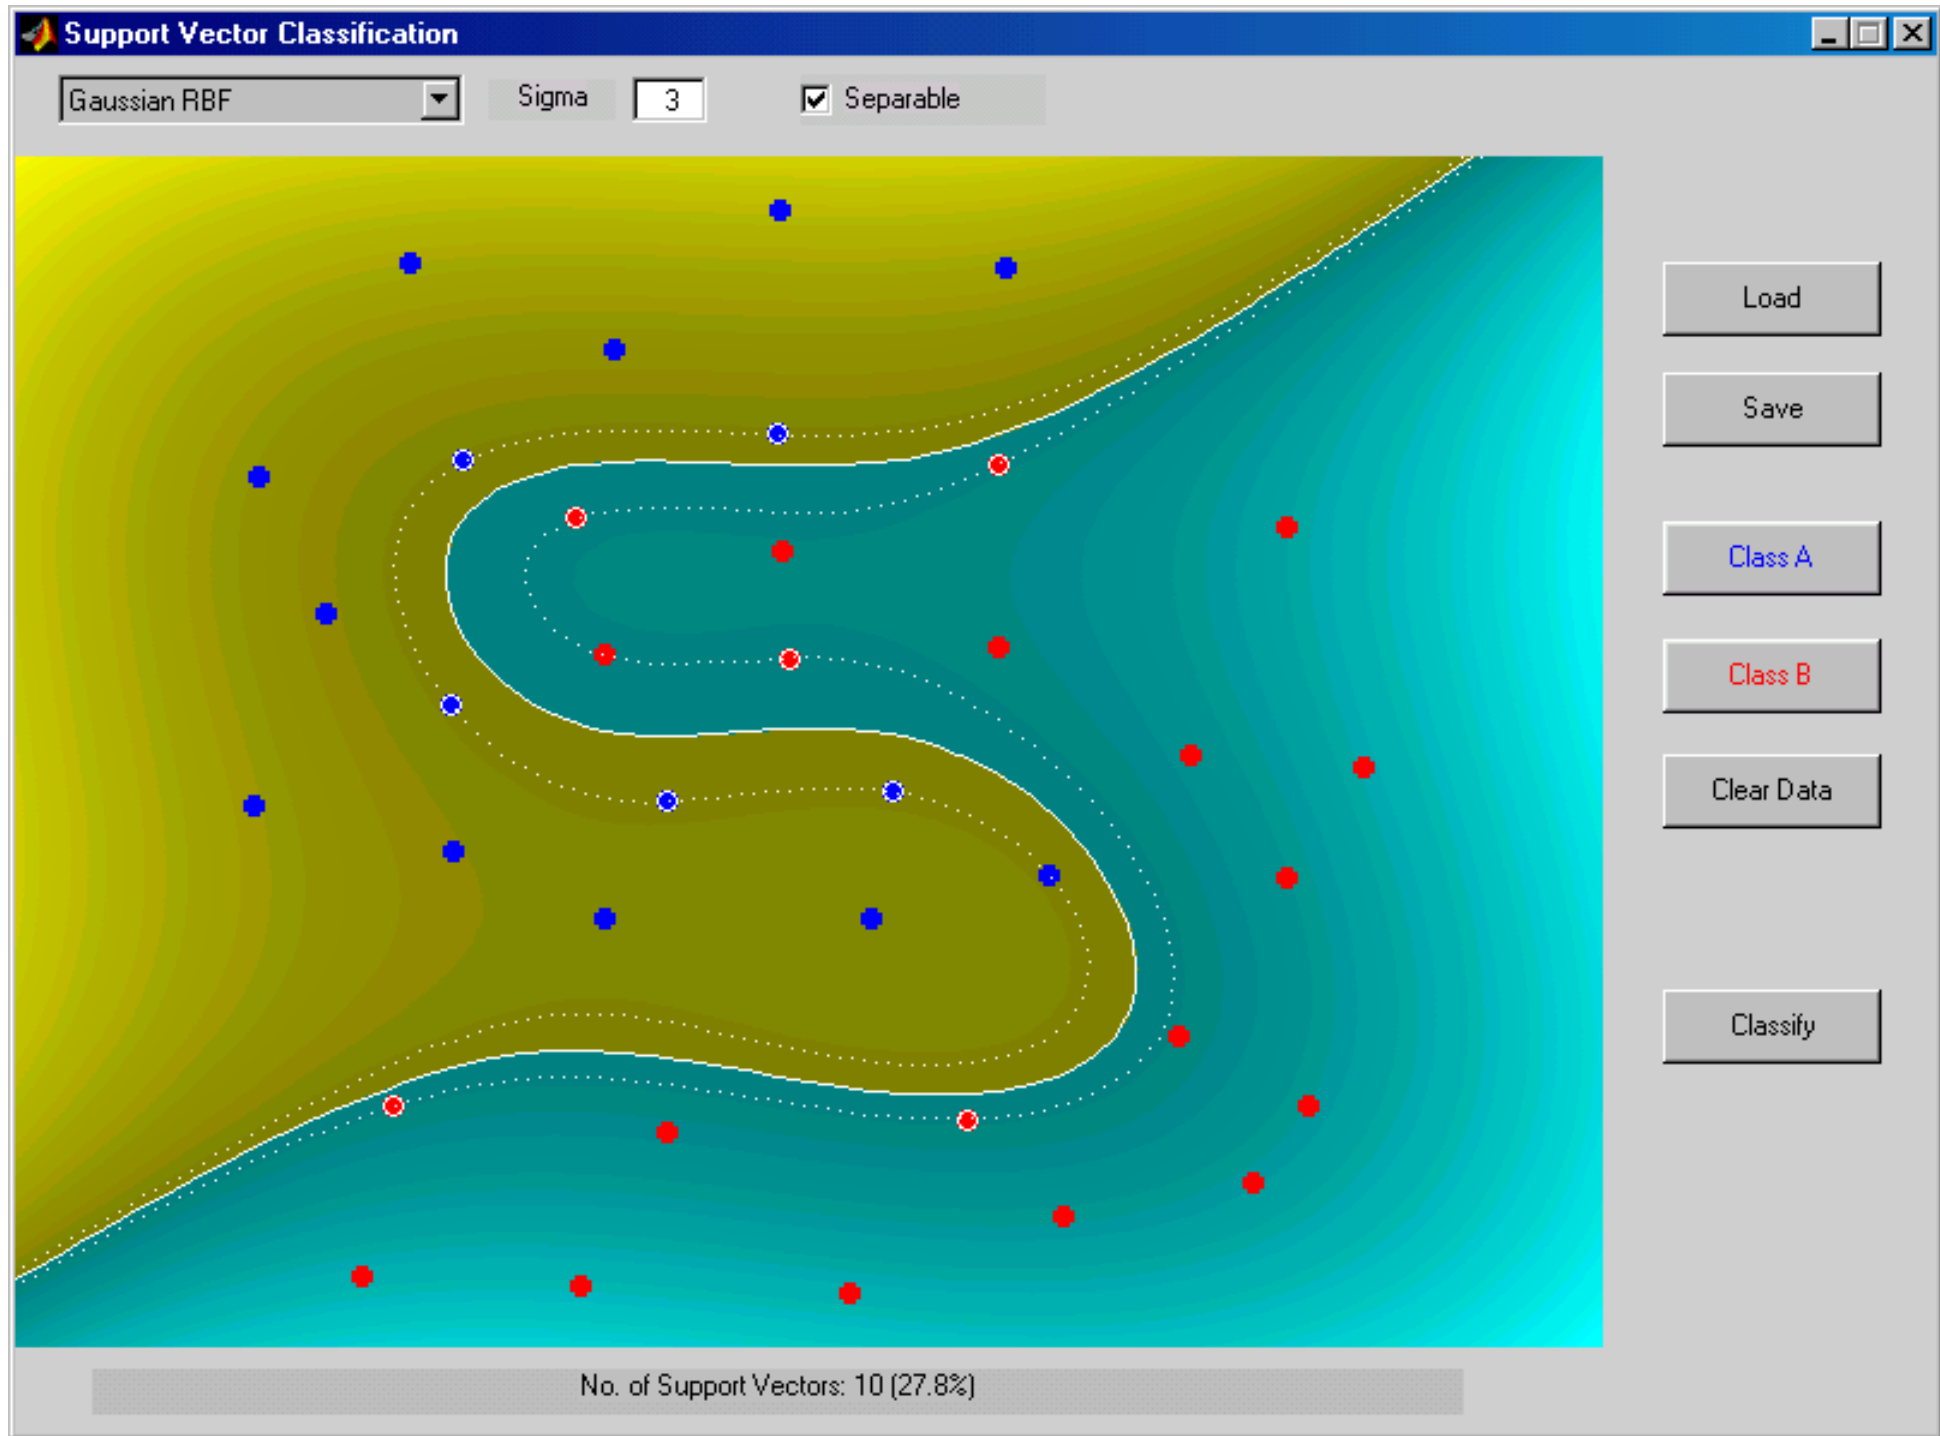 Support Vector Classification
Gaussian RBF Sigma 3 Separable
Load
Save
Class A
Class B
Clear Data
Classify
No. of Support Vectors: 10 (27.8%)